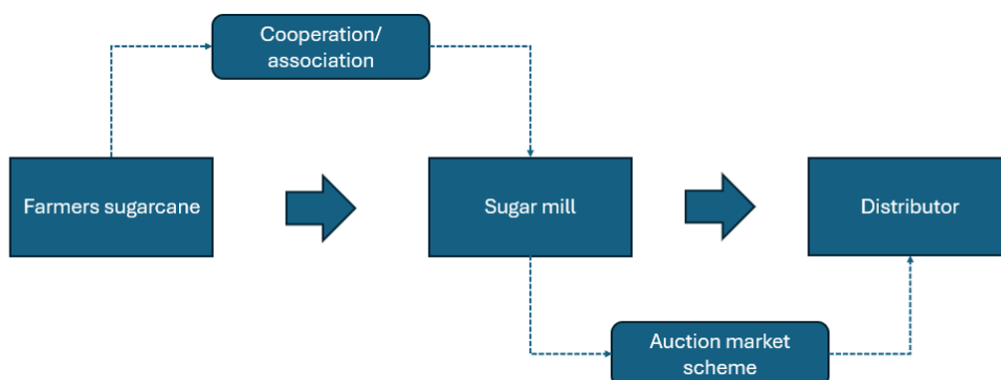 Cooperation/
association
Farmers sugarcane
Sugar mill
Distributor
Auction market
scheme